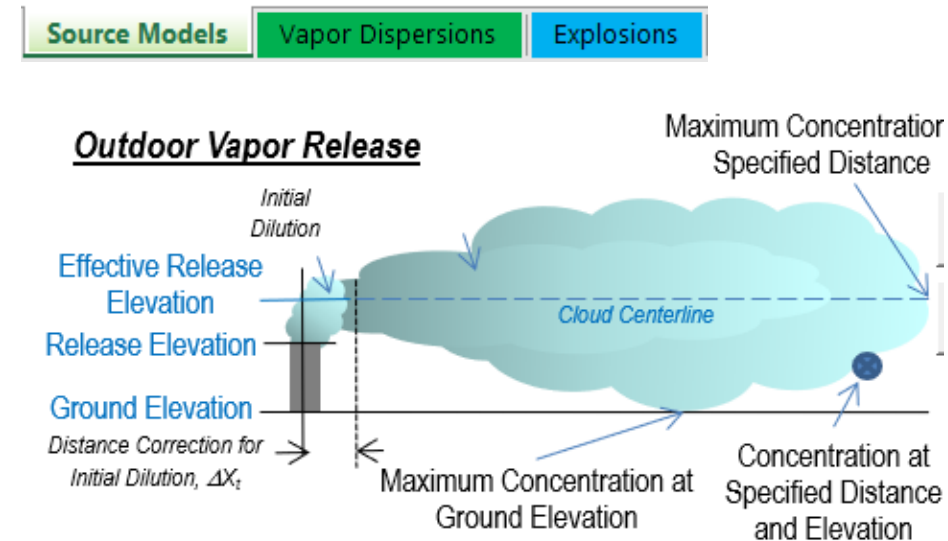 Source Models
Vapor Dispersions
Explosions
Outdoor Vapor Release
Maximum Concentration
Specified Distance
Initial
Dilution
Effective Release
Elevation
Cloud Centerline
Release Elevation
Ground Elevation
Distance Correction for
Initial Dilution, ΔXt
Maximum Concentration at
Ground Elevation
Concentration at
Specified Distance
and Elevation